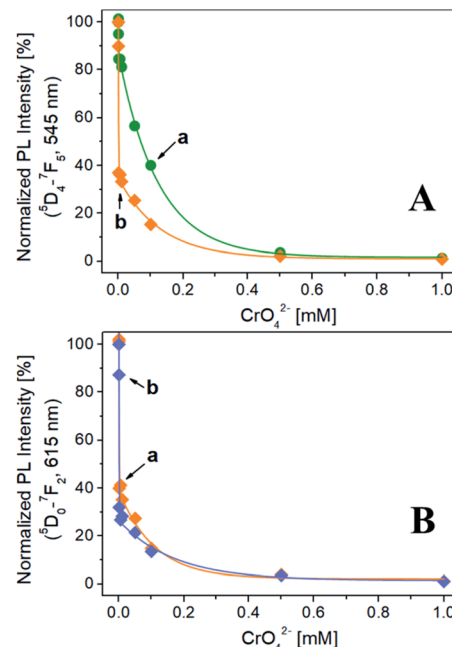 Normalized PL Intensity [%]
(⁵D₄-⁷F₅, 545 nm)
100
80
60
40
20
0
a
b
A
0.0 0.2 0.4 0.6 0.8 1.0
CrO₄²⁻ [mM]
Normalized PL Intensity [%]
(⁵D₀-⁷F₂, 615 nm)
100
80
60
40
20
0
b
a
B
0.0 0.2 0.4 0.6 0.8 1.0
CrO₄²⁻ [mM]